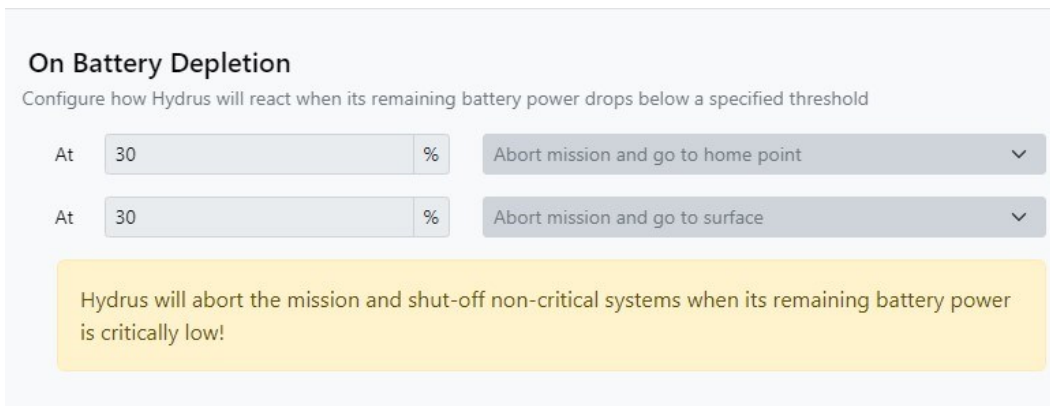 On Battery Depletion
Configure how Hydrus will react when its remaining battery power drops below a specified threshold
At 30 % Abort mission and go to home point
At 30 % Abort mission and go to surface
Hydrus will abort the mission and shut-off non-critical systems when its remaining battery power
is critically low!